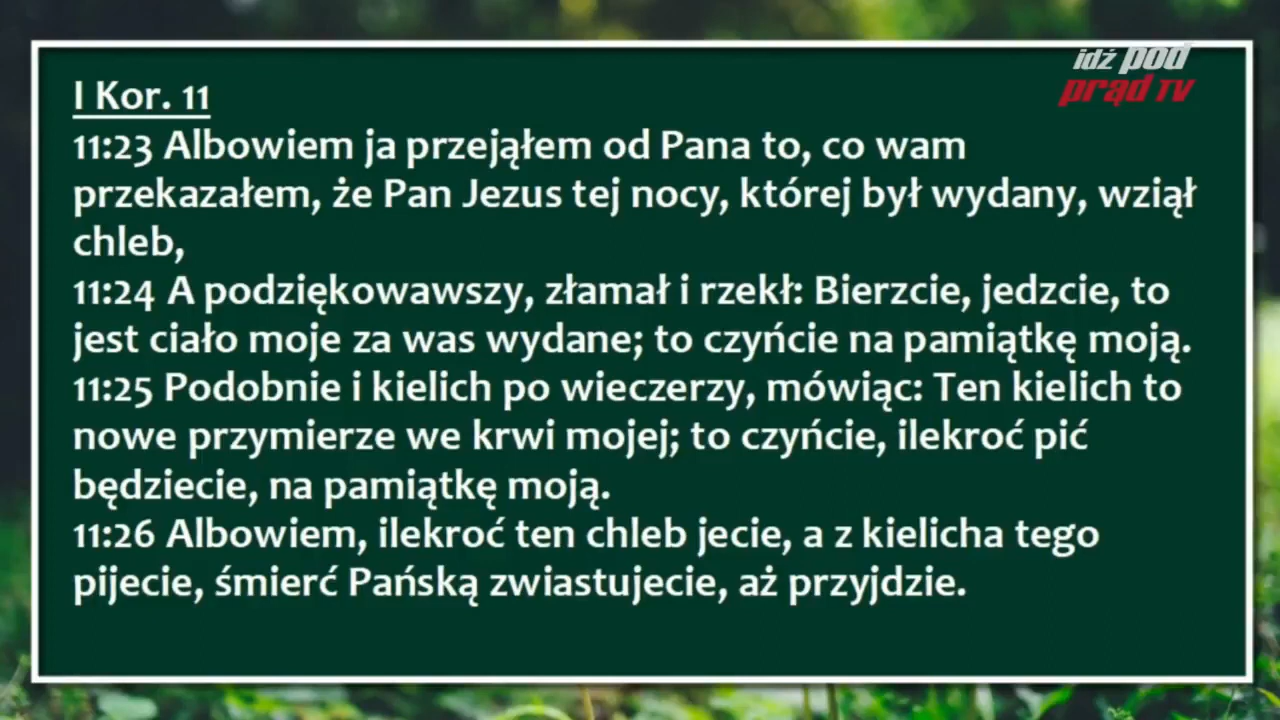 idź pod
prąd TV
I Kor. 11
11:23 Albowiem ja przejąłem od Pana to, co wam
przekazałem, że Pan Jezus tej nocy, której był wydany, wziął
chleb,
11:24 A podziękowawszy, złamał i rzekł: Bierzcie, jedzcie, to
jest ciało moje za was wydane; to czyńcie na pamiątkę moją.
11:25 Podobnie i kielich po wieczerzy, mówiąc: Ten kielich to
nowe przymierze we krwi mojej; to czyńcie, ilekroć pić
będziecie, na pamiątkę moją.
11:26 Albowiem, ilekroć ten chleb jecie, a z kielicha tego
pijecie, śmierć Pańską zwiastujecie, aż przyjdzie.